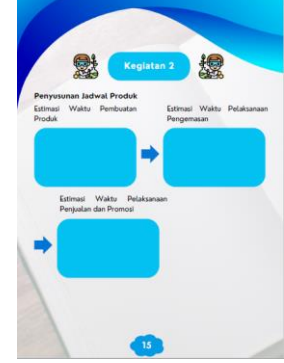 Kegiatan 2
Penyusunan Jadwal Produk
Estimasi Waktu Pembuatan
Produk
Estimasi Waktu Pelaksanaan
Pengemasan
Estimasi Waktu Pelaksanaan
Penjualan dan Promosi
15